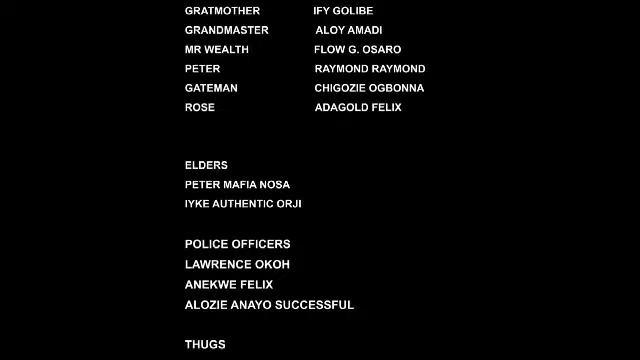 GRATMOTHER IFY GOLIBE
GRANDMASTER ALOY AMADI
MR WEALTH FLOW G. OSARO
PETER RAYMOND RAYMOND
GATEMAN CHIGOZIE OGBONNA
ROSE ADAGOLD FELIX
ELDERS
PETER MAFIA NOSA
IYKE AUTHENTIC ORJI
POLICE OFFICERS
LAWRENCE OKOH
ANEKWE FELIX
ALOZIE ANAYO SUCCESSFUL
THUGS